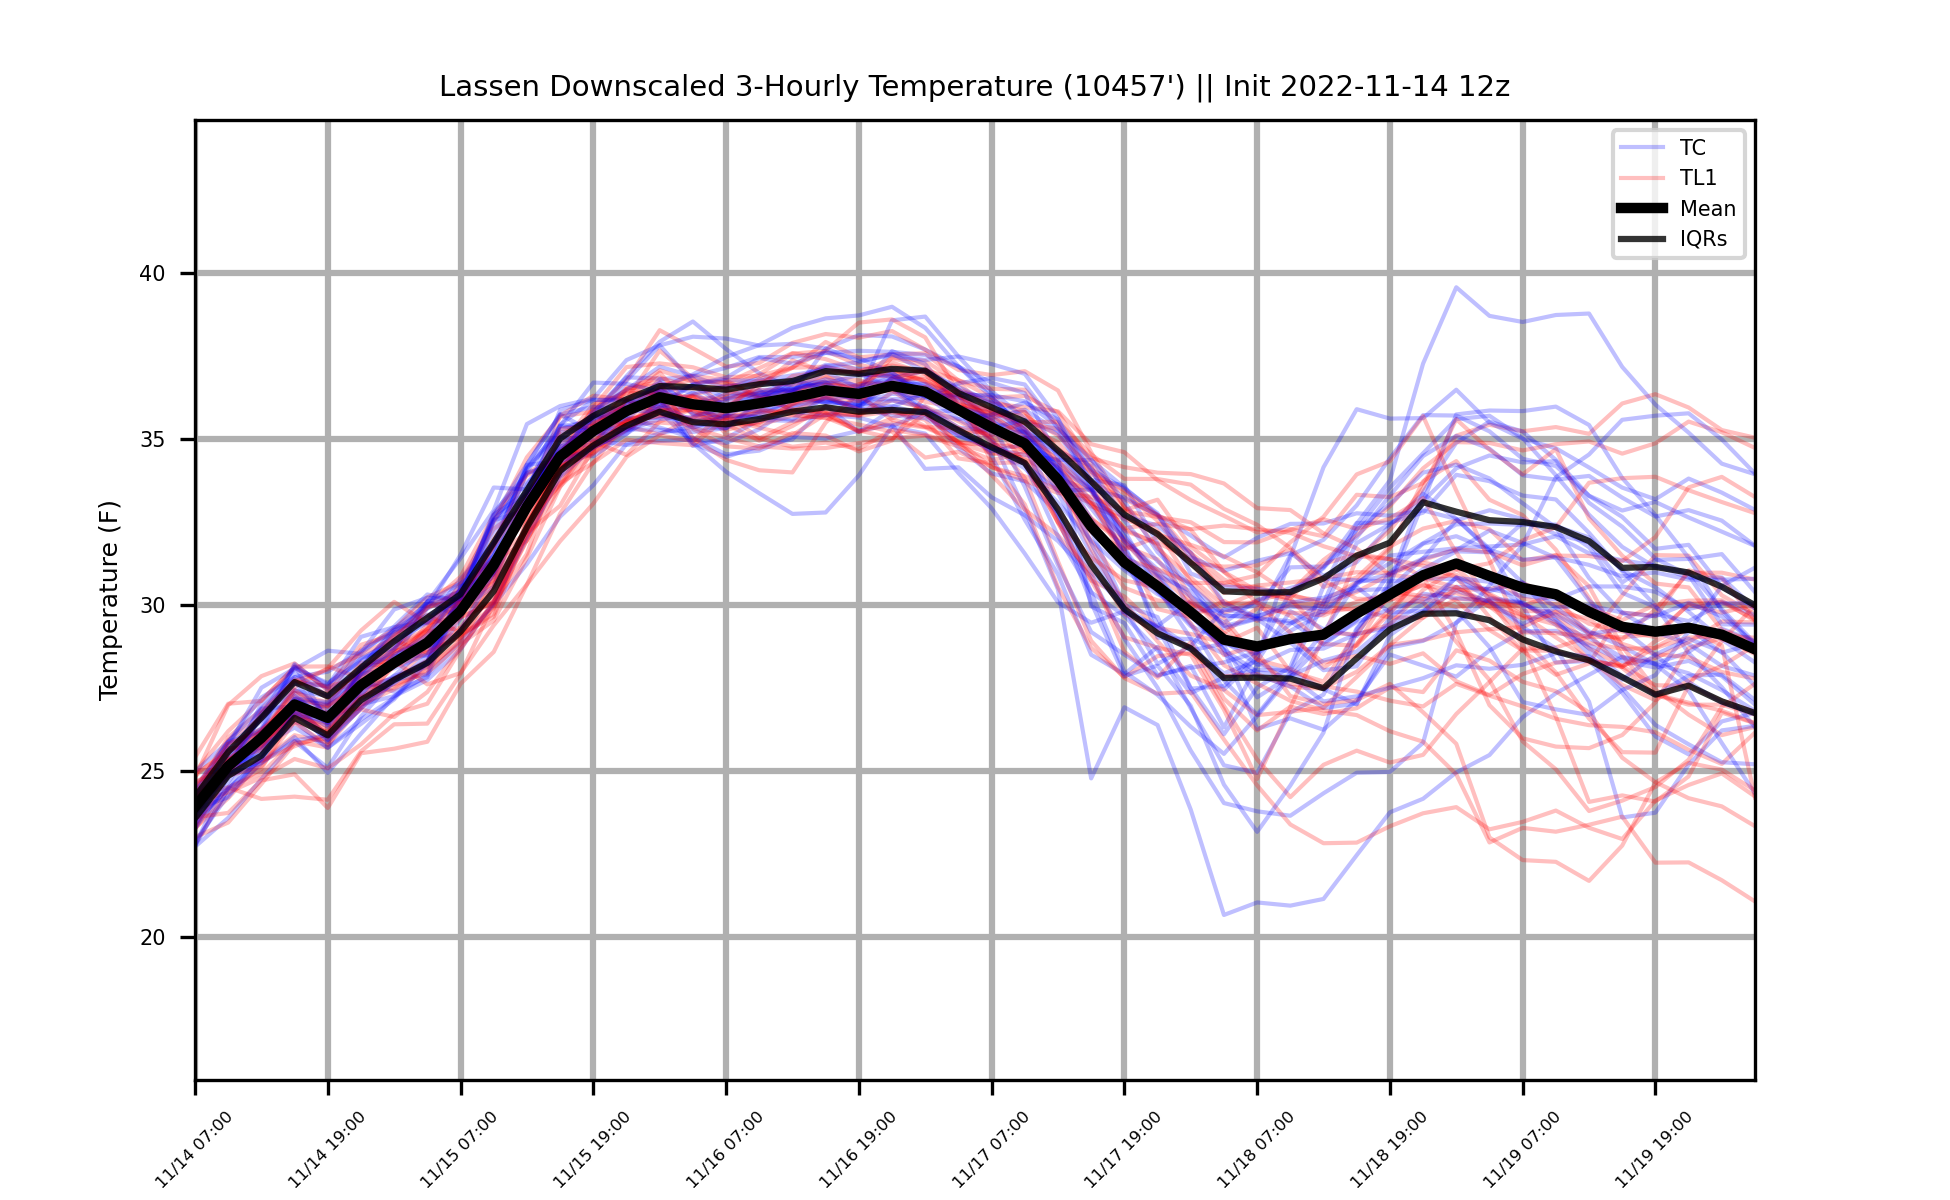 Lassen Downscaled 3-Hourly Temperature (10457') || Init 2022-11-14 12z
TC
TL1
Mean
IQRs
Temperature (F)
40
35
30
25
20
11/14 07:00
11/14 19:00
11/15 07:00
11/15 19:00
11/16 07:00
11/16 19:00
11/17 07:00
11/17 19:00
11/18 07:00
11/18 19:00
11/19 07:00
11/19 19:00